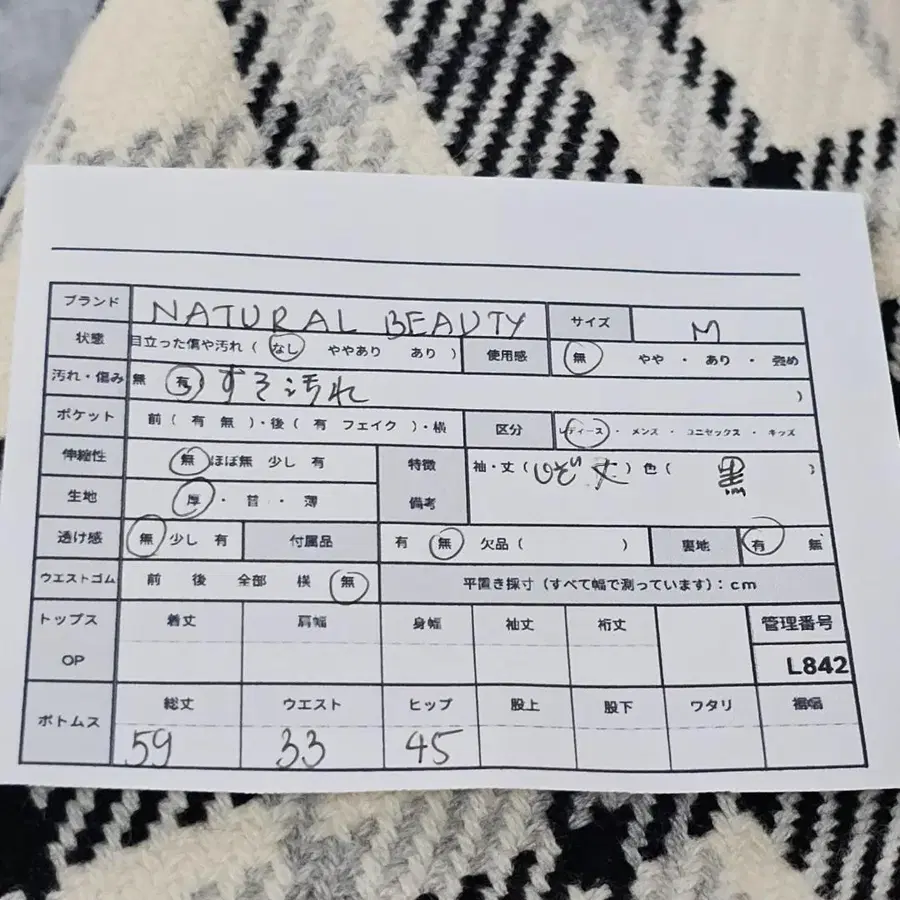 ブランド NATURAL BEAUTY サイズ M
状態 目立った傷や汚れ ( なし ややあり あり ) 使用感 無 やや ・ あり ・ 強め
汚れ・傷み 無 有 すそ汚れ )
ポケット 前 ( 有 無 )・後 ( 有 フェイク )・横 区分 レディース ・ メンズ ・ ユニセックス ・ キッズ
伸縮性 無 ほぼ無 少し 有 特徴 備考 袖・丈 ( ひざ丈 ) 色 ( 黒 )
生地 厚 ・ 普 ・ 薄
透け感 無 少し 有 付属品 有 無 欠品 ( ) 裏地 有 無
ウエストゴム 前 後 全部 横 無 平置き採寸 (すべて幅で測っています) : cm
トップス OP 着丈 肩幅 身幅 袖丈 裄丈 管理番号
L842
ボトムス 総丈 ウエスト ヒップ 股上 股下 ワタリ 裾幅
59 33 45